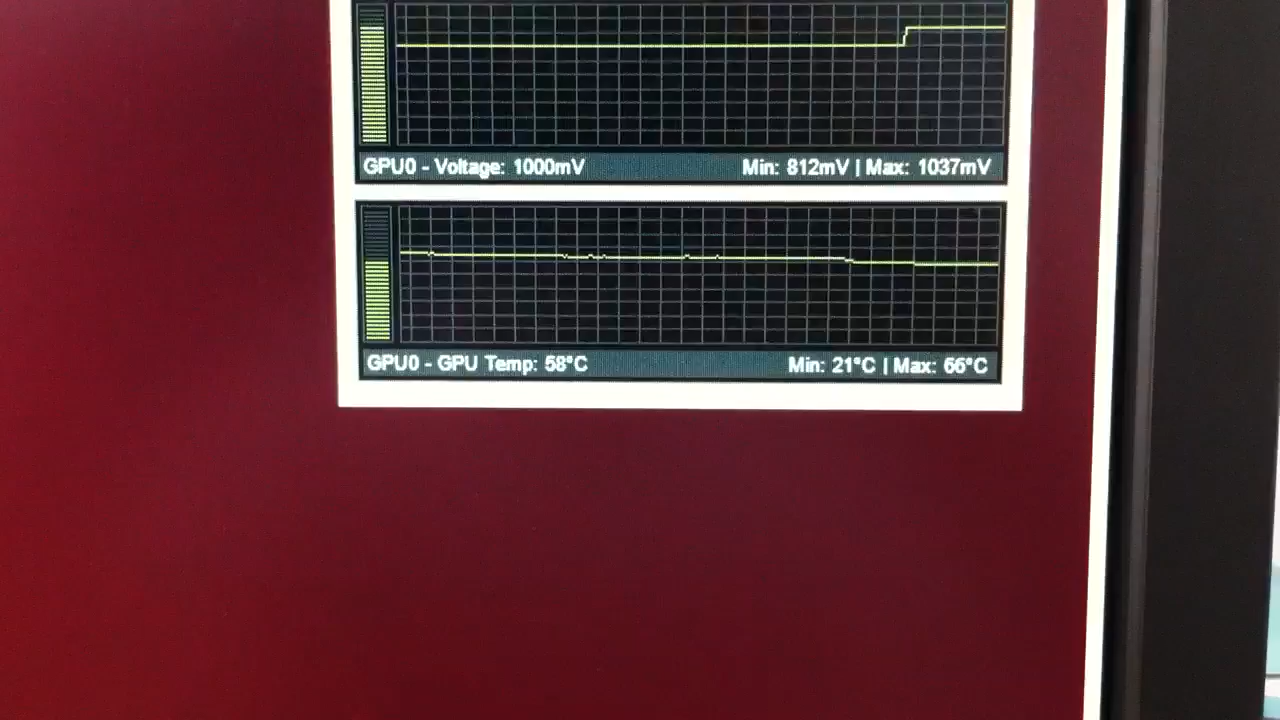 GPU0 - Voltage: 1000mV Min: 812mV | Max: 1037mV
GPU0 - GPU Temp: 58°C Min: 21°C | Max: 66°C